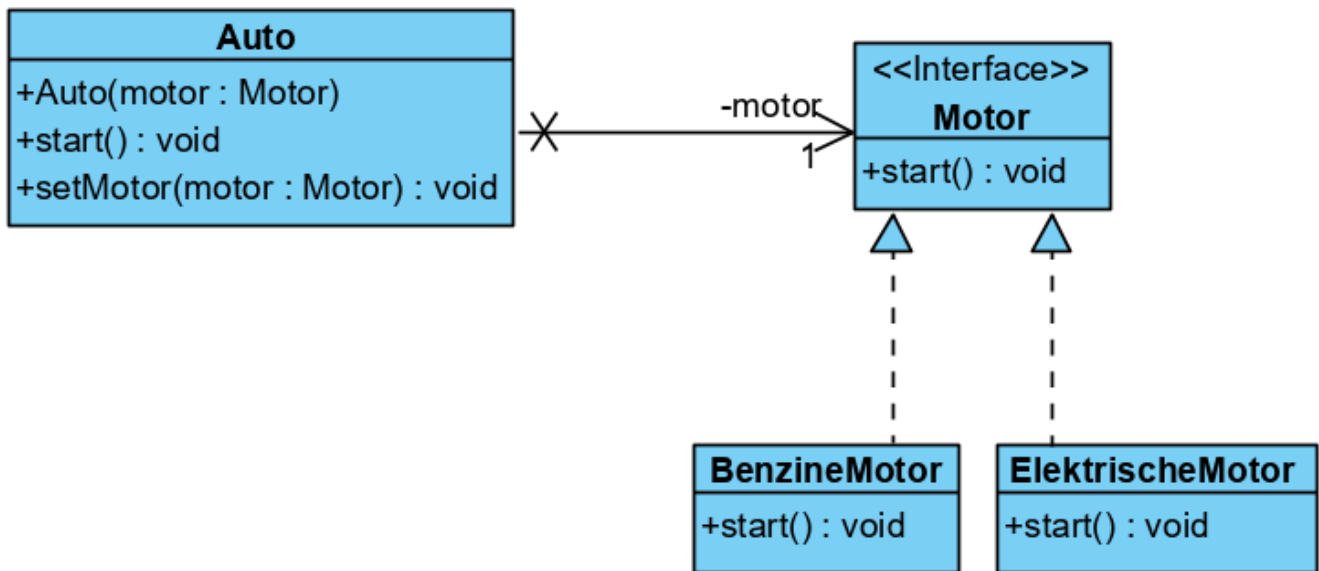 Auto
+Auto(motor : Motor)
+start() : void
+setMotor(motor : Motor) : void
-motor
1
<<Interface>>
Motor
+start() : void
BenzineMotor
+start() : void
ElektrischeMotor
+start() : void